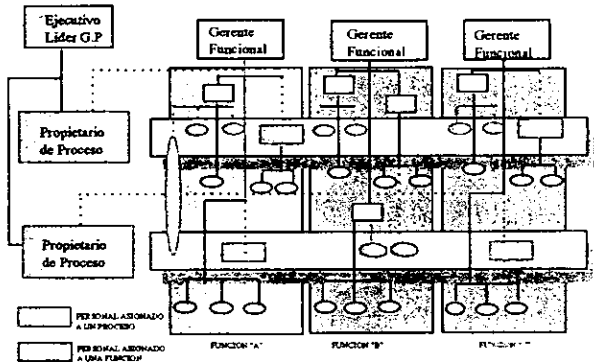 Ejecutivo
Líder G.P
Gerente
Funcional
Gerente
Funcional
Gerente
Funcional
Propietario
de Proceso
Propietario
de Proceso
PERSONAL ASIGNADO
A UN PROCESO
PERSONAL ASIGNADO
A UNA FUNCION
FUNCION "A"
FUNCION "B"
FUNCION